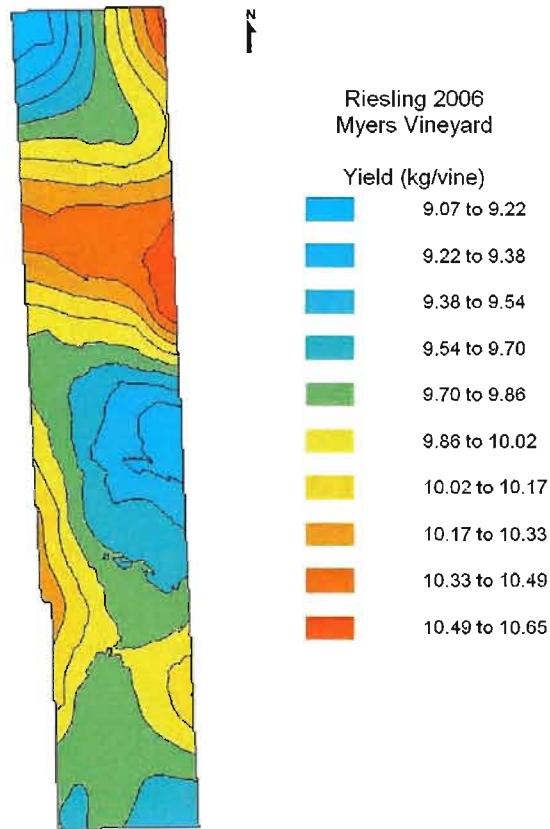 N
Riesling 2006
Myers Vineyard
Yield (kg/vine)
9.07 to 9.22
9.22 to 9.38
9.38 to 9.54
9.54 to 9.70
9.70 to 9.86
9.86 to 10.02
10.02 to 10.17
10.17 to 10.33
10.33 to 10.49
10.49 to 10.65